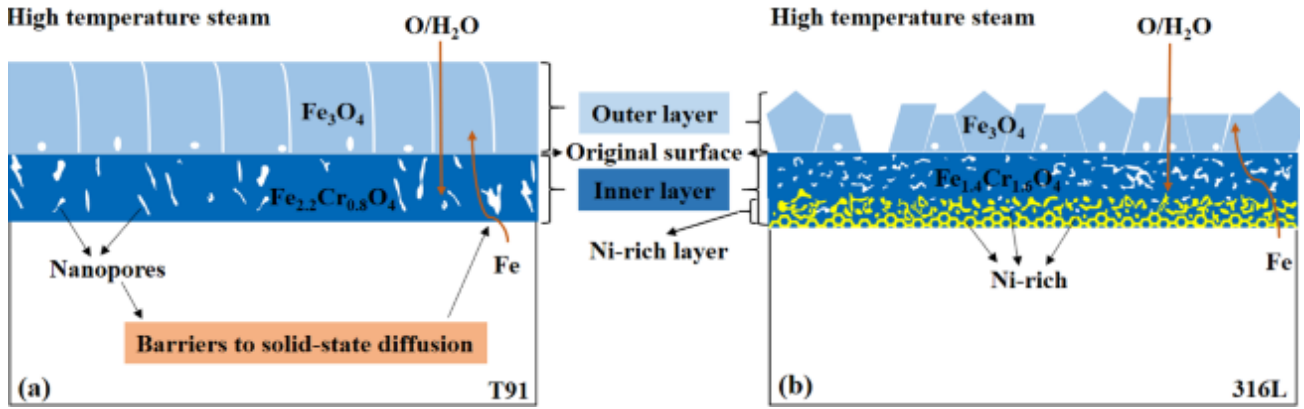 High temperature steam
O/H₂O
Fe₃O₄
Fe₂.₂Cr₀.₈O₄
Nanopores
Fe
Barriers to solid-state diffusion
(a)
T91
Outer layer
Original surface
Inner layer
Ni-rich layer
High temperature steam
O/H₂O
Fe₃O₄
Fe₁.₄Cr₁.₆O₄
Ni-rich
Fe
(b)
316L